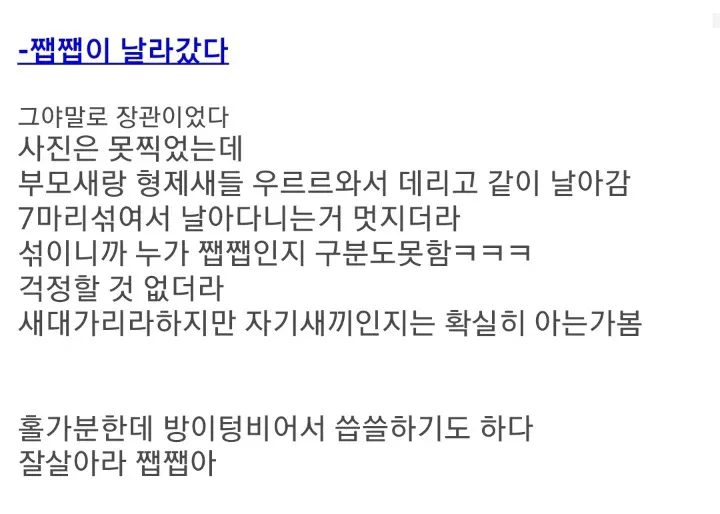 -쨉쨉이 날라갔다
그야말로 장관이었다
사진은 못찍었는데
부모새랑 형제새들 우르르와서 데리고 같이 날아감
7마리섞여서 날아다니는거 멋지더라
섞이니까 누가 쨉쨉인지 구분도못함ㅋㅋㅋ
걱정할 것 없더라
새대가리라하지만 자기새끼인지는 확실히 아는가봄
홀가분한데 방이텅비어서 씁쓸하기도 하다
잘살아라 쨉쨉아